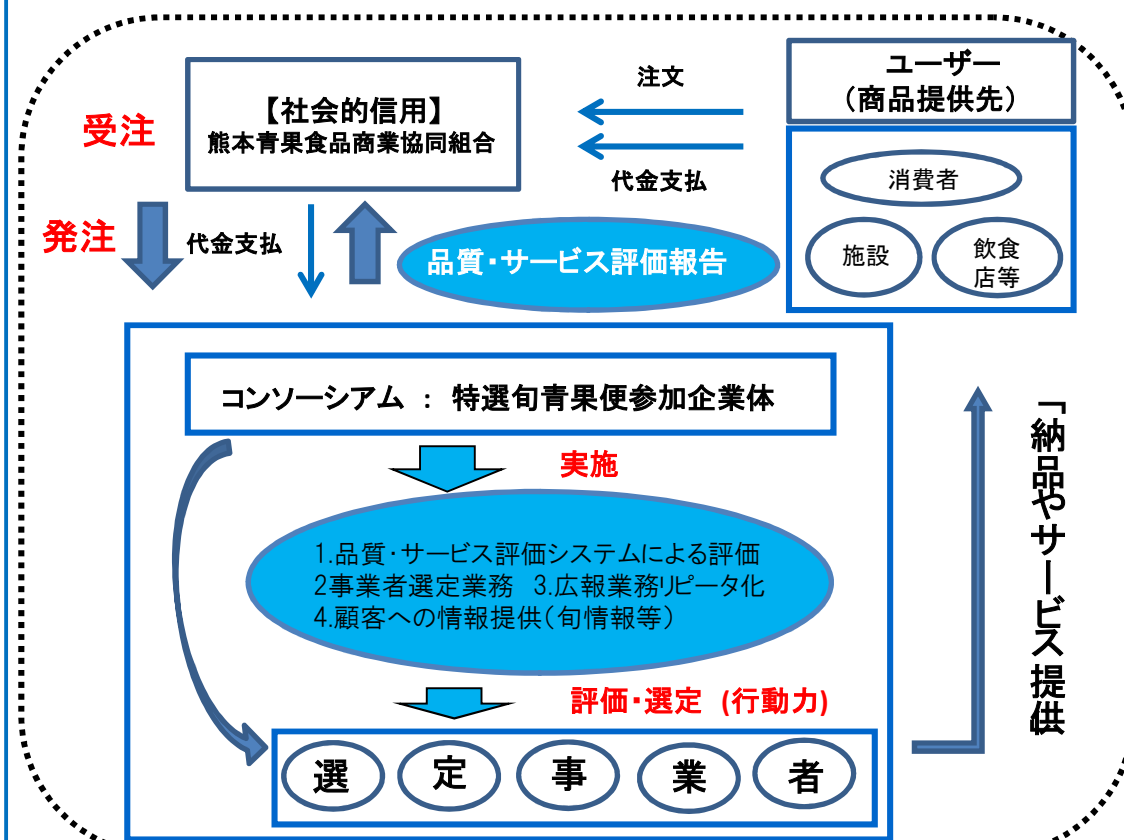 受注
【社会的信用】
熊本青果食品商業協同組合
注文
代金支払
ユーザー
（商品提供先）
消費者
施設
飲食
店等
発注
代金支払
品質・サービス評価報告
コンソーシアム ： 特選旬青果便参加企業体
実施
1.品質・サービス評価システムによる評価
2事業者選定業務 3.広報業務リピータ化
4.顧客への情報提供（旬情報等）
評価・選定 (行動力)
選 定 事 業 者
「納品やサービス提供」